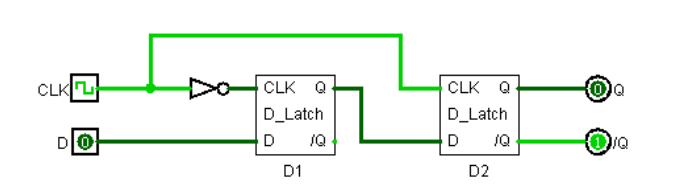 CLK CLK Q CLK Q 0 Q
D_Latch D_Latch
D 0 D /Q D /Q 1 /Q
D1 D2